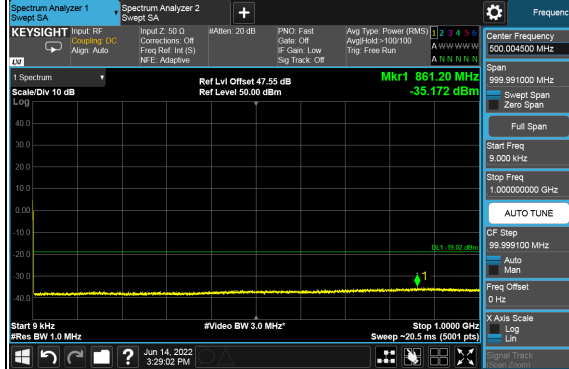 Spectrum Analyzer 1
Swept SA
Spectrum Analyzer 2
Swept SA
+
Frequenc
KEYSIGHT
Input: RF
Coupling: DC
Align: Auto
Input Z: 50 Ω
Corrections: Off
Freq Ref: Int (S)
NFE: Adaptive
#Atten: 20 dB
PNO: Fast
Gate: Off
IF Gain: Low
Sig Track: Off
Avg Type: Power (RMS)
Avg|Hold:>100/100
Trig: Free Run
1 2 3 4 5 6
A W W W W W
A N N N N N
LXI
1 Spectrum
Scale/Div 10 dB
Ref Lvl Offset 47.55 dB
Ref Level 50.00 dBm
Mkr1 861.20 MHz
-35.172 dBm
Log
40.0
30.0
20.0
10.0
0.00
-10.0
-20.0
-30.0
-40.0
DL1 -19.02 dBm
1
Start 9 kHz
#Res BW 1.0 MHz
#Video BW 3.0 MHz*
Stop 1.0000 GHz
Sweep ~20.5 ms (5001 pts)
Center Frequency
500.004500 MHz
Span
999.991000 MHz
Swept Span
Zero Span
Full Span
Start Freq
9.000 kHz
Stop Freq
1.000000000 GHz
AUTO TUNE
CF Step
99.999100 MHz
Auto
Man
Freq Offset
0 Hz
X Axis Scale
Log
Lin
Signal Track
(Span Zoom)
?
Jun 14, 2022
3:29:02 PM